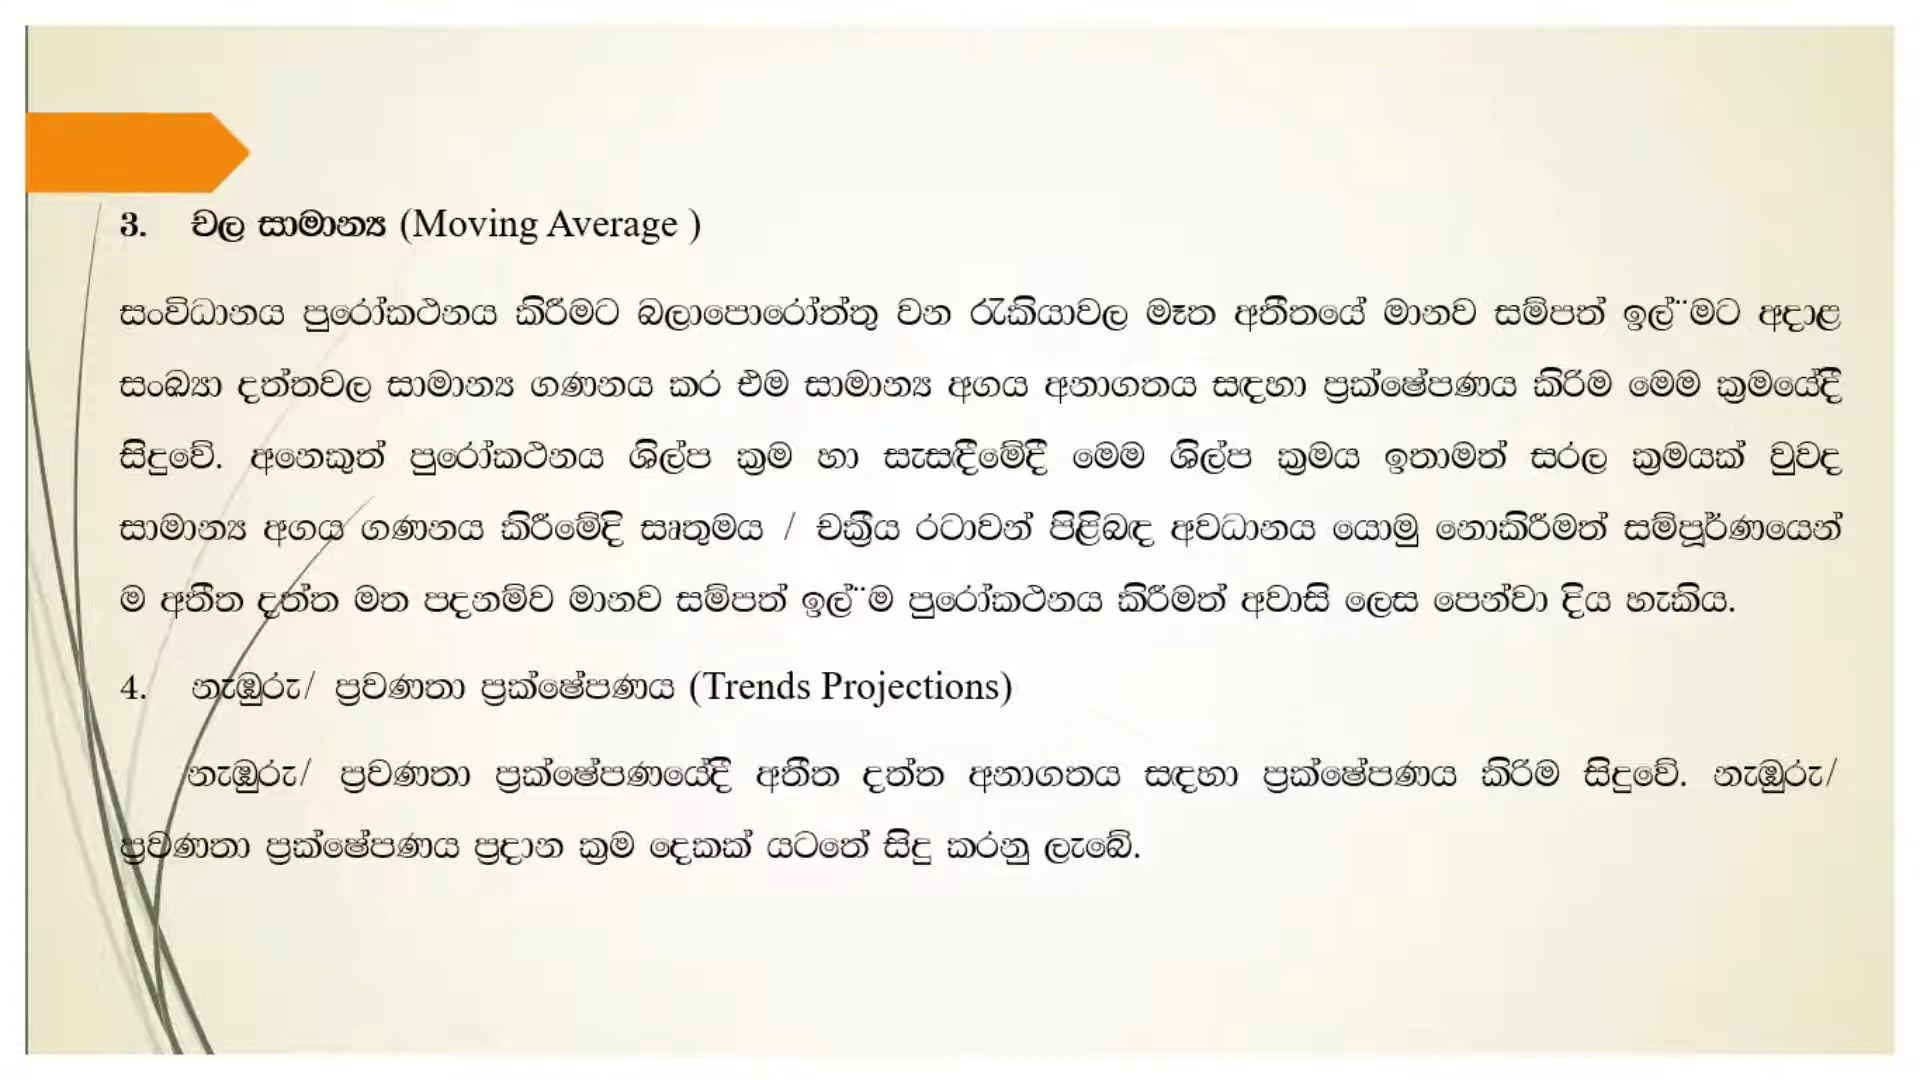 3. චල සාමාන්‍ය (Moving Average )
සංවිධානය පුරෝකථනය කිරීමට බලාපොරෝත්තු වන රැකියාවල මෑත අතීතයේ මානව සම්පත් ඉල්¨මට අදාළ
සංඛ්‍යා දත්තවල සාමාන්‍ය ගණනය කර එම සාමාන්‍ය අගය අනාගතය සඳහා ප්‍රක්ෂේපණය කිරිම මෙම ක්‍රමයේදී
සිදුවේ. අනෙකුත් පුරෝකථනය ශිල්ප ක්‍රම හා සැසඳීමේදී මෙම ශිල්ප ක්‍රමය ඉතාමත් සරල ක්‍රමයක් වුවද
සාමාන්‍ය අගය ගණනය කිරීමේදි සෘතුමය / චක්‍රීය රටාවන් පිළිබඳ අවධානය යොමු නොකිරීමත් සම්පූර්ණයෙන්
ම අතීත දත්ත මත පදනම්ව මානව සම්පත් ඉල්¨ම පුරෝකථනය කිරීමත් අවාසි ලෙස පෙන්වා දිය හැකිය.
4. නැඹුරු/ ප්‍රවණතා ප්‍රක්ෂේපණය (Trends Projections)
නැඹුරු/ ප්‍රවණතා ප්‍රක්ෂේපණයේදී අතීත දත්ත අනාගතය සඳහා ප්‍රක්ෂේපණය කිරිම සිදුවේ. නැඹුරු/
ප්‍රවණතා ප්‍රක්ෂේපණය ප්‍රදාන ක්‍රම දෙකක් යටතේ සිදු කරනු ලැබේ.